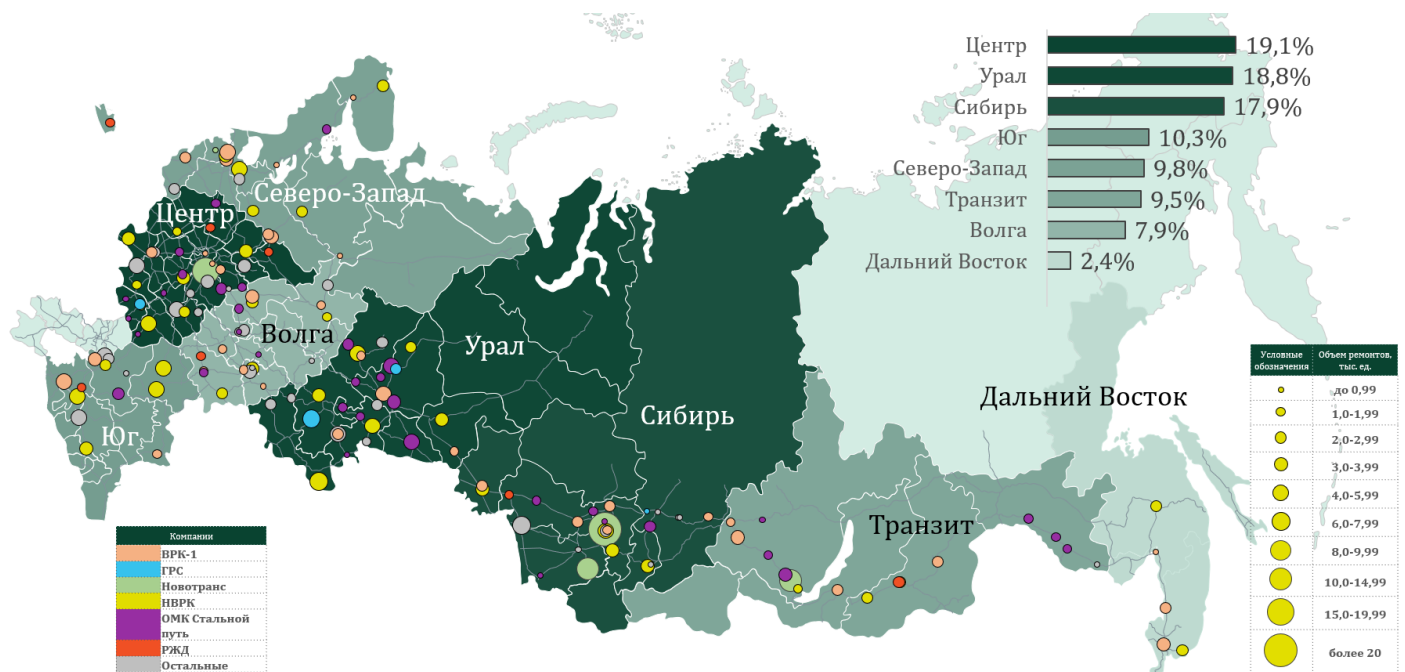 Центр 19,1%
Урал 18,8%
Сибирь 17,9%
Юг 10,3%
Северо-Запад 9,8%
Транзит 9,5%
Волга 7,9%
Дальний Восток 2,4%
Северо-Запад
Центр
Волга
Урал
Сибирь
Дальний Восток
Юг
Транзит
Условные обозначения
Объем ремонтов, тыс. ед.
до 0,99
1,0-1,99
2,0-2,99
3,0-3,99
4,0-5,99
6,0-7,99
8,0-9,99
10,0-14,99
15,0-19,99
более 20
Компании
ВРК-1
ГРС
Новотранс
НВРК
ОМК Стальной
путь
РЖД
Остальные